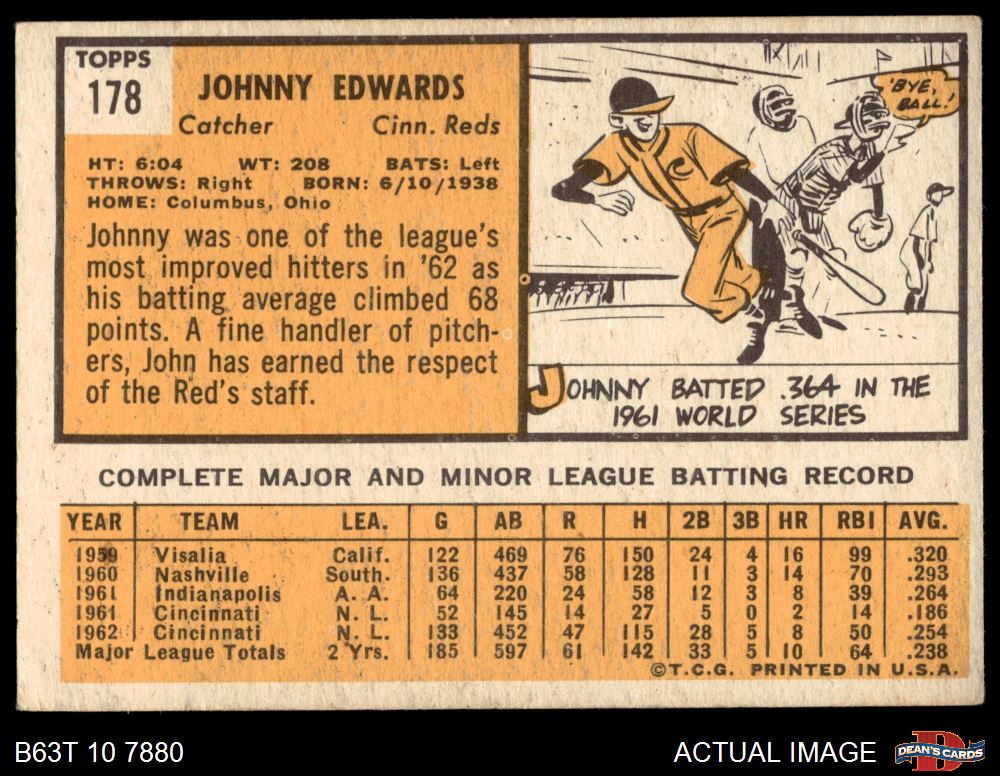 TOPPS
178
JOHNNY EDWARDS
Catcher Cinn. Reds
HT: 6:04 WT: 208 BATS: Left
THROWS: Right BORN: 6/10/1938
HOME: Columbus, Ohio
Johnny was one of the league's
most improved hitters in '62 as
his batting average climbed 68
points. A fine handler of pitch-
ers, John has earned the respect
of the Red's staff.
'BYE,
BALL!
C
JOHNNY BATTED .364 IN THE
1961 WORLD SERIES
COMPLETE MAJOR AND MINOR LEAGUE BATTING RECORD
YEAR TEAM LEA. G AB R H 2B 3B HR RBI AVG.
1959 Visalia Calif. 122 469 76 150 24 4 16 99 .320
1960 Nashville South. 136 437 58 128 11 3 14 70 .293
1961 Indianapolis A. A. 64 220 24 58 12 3 8 39 .264
1961 Cincinnati N. L. 52 145 14 27 5 0 2 14 .186
1962 Cincinnati N. L. 133 452 47 115 28 5 8 50 .254
Major League Totals 2 Yrs. 185 597 61 142 33 5 10 64 .238
©T.C.G. PRINTED IN U.S.A.
B63T 10 7880 ACTUAL IMAGE DEAN'S CARDS